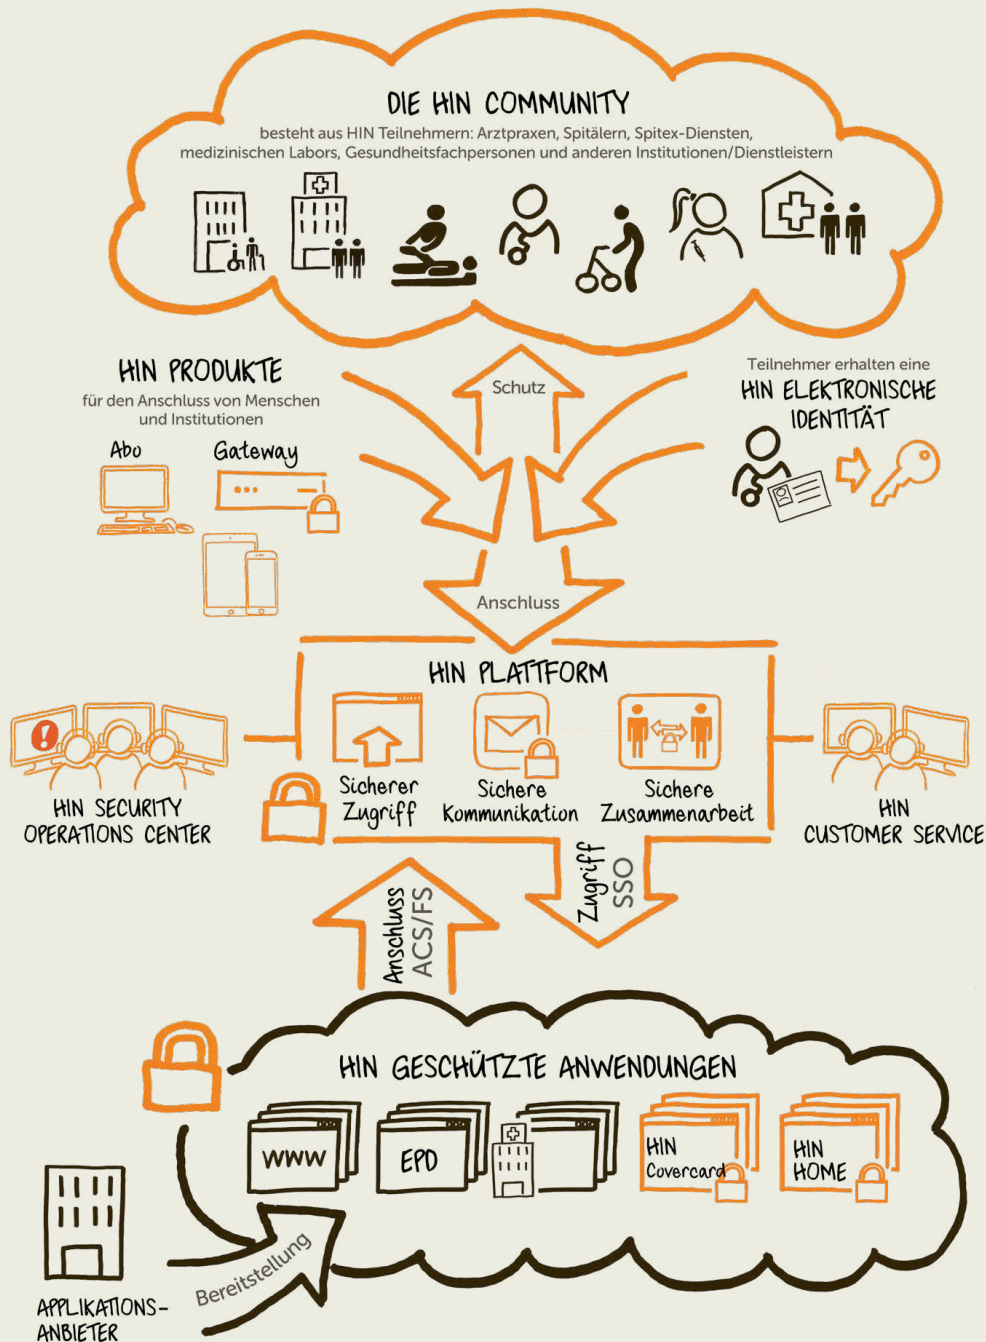 DIE HIN COMMUNITY
besteht aus HIN Teilnehmern: Arztpraxen, Spitälern, Spitex-Diensten,
medizinischen Labors, Gesundheitsfachpersonen und anderen Institutionen/Dienstleistern
HIN PRODUKTE
für den Anschluss von Menschen
und Institutionen
Abo
Gateway
Schutz
Teilnehmer erhalten eine
HIN ELEKTRONISCHE
IDENTITÄT
Anschluss
HIN PLATTFORM
Sicherer
Zugriff
Sichere
Kommunikation
Sichere
Zusammenarbeit
HIN SECURITY
OPERATIONS CENTER
HIN
CUSTOMER SERVICE
Anschluss
ACS/FS
Zugriff
SSO
HIN GESCHÜTZTE ANWENDUNGEN
WWW
EPD
HIN
Covercard
HIN
HOME
Bereitstellung
APPLIKATIONS-
ANBIETER